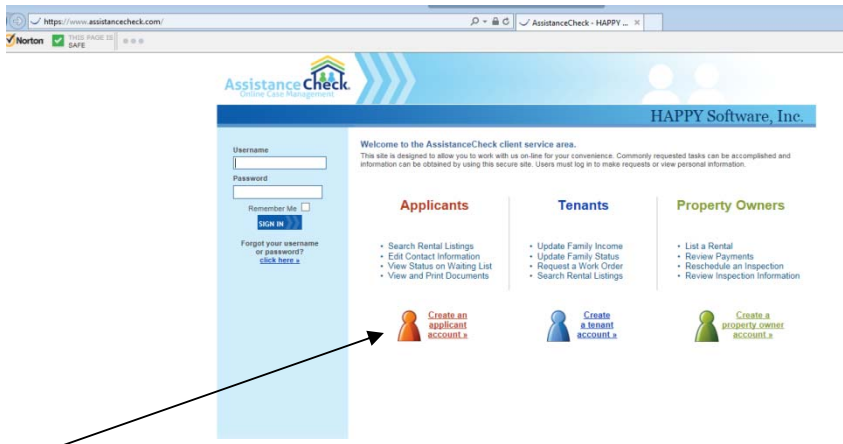 https://www.assistancecheck.com/
AssistanceCheck - HAPPY ...
Norton
THIS PAGE IS
SAFE
Assistance Check.
Online Case Management
HAPPY Software, Inc.
Username
Password
Remember Me
SIGN IN
Forgot your username
or password?
click here »
Welcome to the AssistanceCheck client service area.
This site is designed to allow you to work with us on-line for your convenience. Commonly requested tasks can be accomplished and
information can be obtained by using this secure site. Users must log in to make requests or view personal information.
Applicants
• Search Rental Listings
• Edit Contact Information
• View Status on Waiting List
• View and Print Documents
Create an
applicant
account »
Tenants
• Update Family Income
• Update Family Status
• Request a Work Order
• Search Rental Listings
Create
a tenant
account »
Property Owners
• List a Rental
• Review Payments
• Reschedule an Inspection
• Review Inspection Information
Create a
property owner
account »